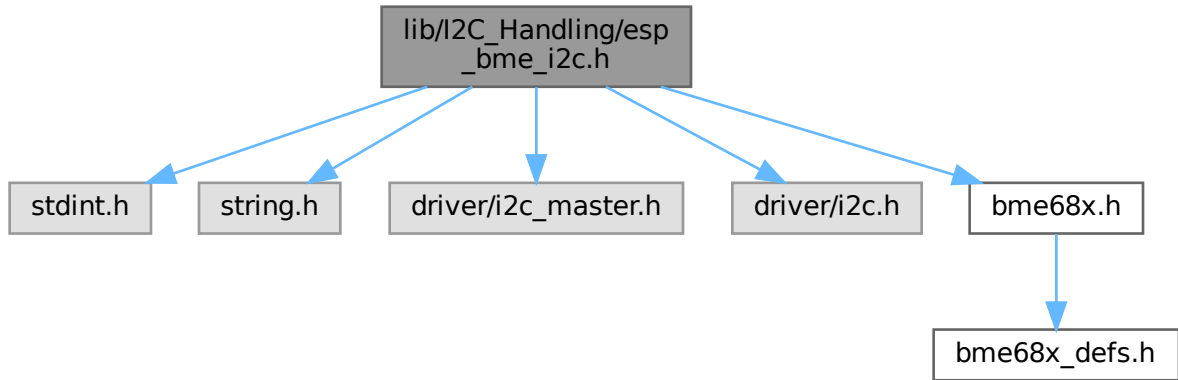 lib/I2C_Handling/esp
_bme_i2c.h
stdint.h
string.h
driver/i2c_master.h
driver/i2c.h
bme68x.h
bme68x_defs.h